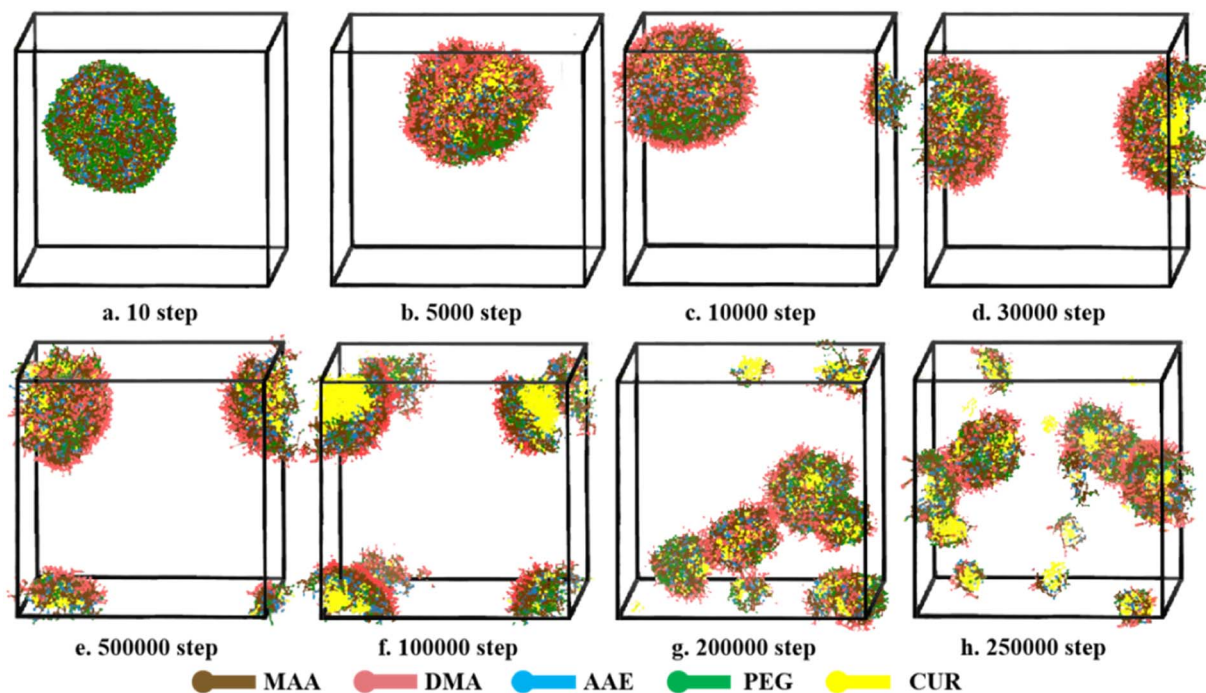 a. 10 step
b. 5000 step
c. 10000 step
d. 30000 step
e. 500000 step
f. 100000 step
g. 200000 step
h. 250000 step
MAA DMA AAE PEG CUR